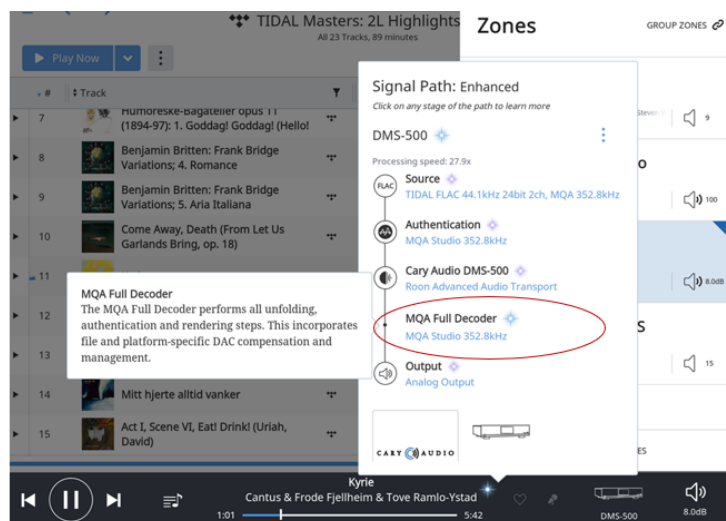 TIDAL Masters: 2L Highlights
All 23 Tracks, 89 minutes
Play Now
# Track
7 Humoreske-Bagateller opus 11
(1894-97): 1. Goddag! Goddag! (Hello!
8 Benjamin Britten: Frank Bridge
Variations; 4. Romance
9 Benjamin Britten: Frank Bridge
Variations; 5. Aria Italiana
10 Come Away, Death (From Let Us
Garlands Bring, op. 18)
11
12
13
14 Mitt hjerte alltid vanker
15 Act I, Scene VI, Eat! Drink! (Uriah,
David)
MQA Full Decoder
The MQA Full Decoder performs all unfolding,
authentication and rendering steps. This incorporates
file and platform-specific DAC compensation and
management.
Zones
GROUP ZONES
9
o
100
8.0dB
S
15
ES
Signal Path: Enhanced
Click on any stage of the path to learn more
DMS-500
Processing speed: 27.9x
FLAC
Source
TIDAL FLAC 44.1kHz 24bit 2ch, MQA 352.8kHz
Authentication
MQA Studio 352.8kHz
Cary Audio DMS-500
Roon Advanced Audio Transport
MQA Full Decoder
MQA Studio 352.8kHz
Output
Analog Output
CARY AUDIO
Kyrie
Cantus & Frode Fjellheim & Tove Ramlo-Ystad
1:01
5:42
DMS-500
8.0dB